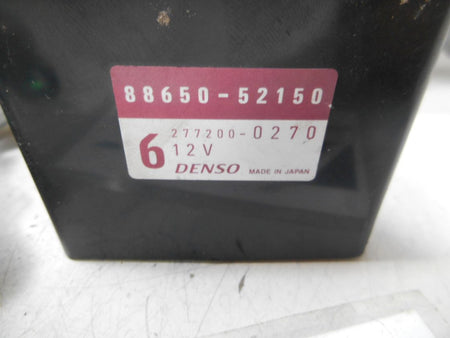 88650-52150
6 277200-0270
12V
DENSO MADE IN JAPAN